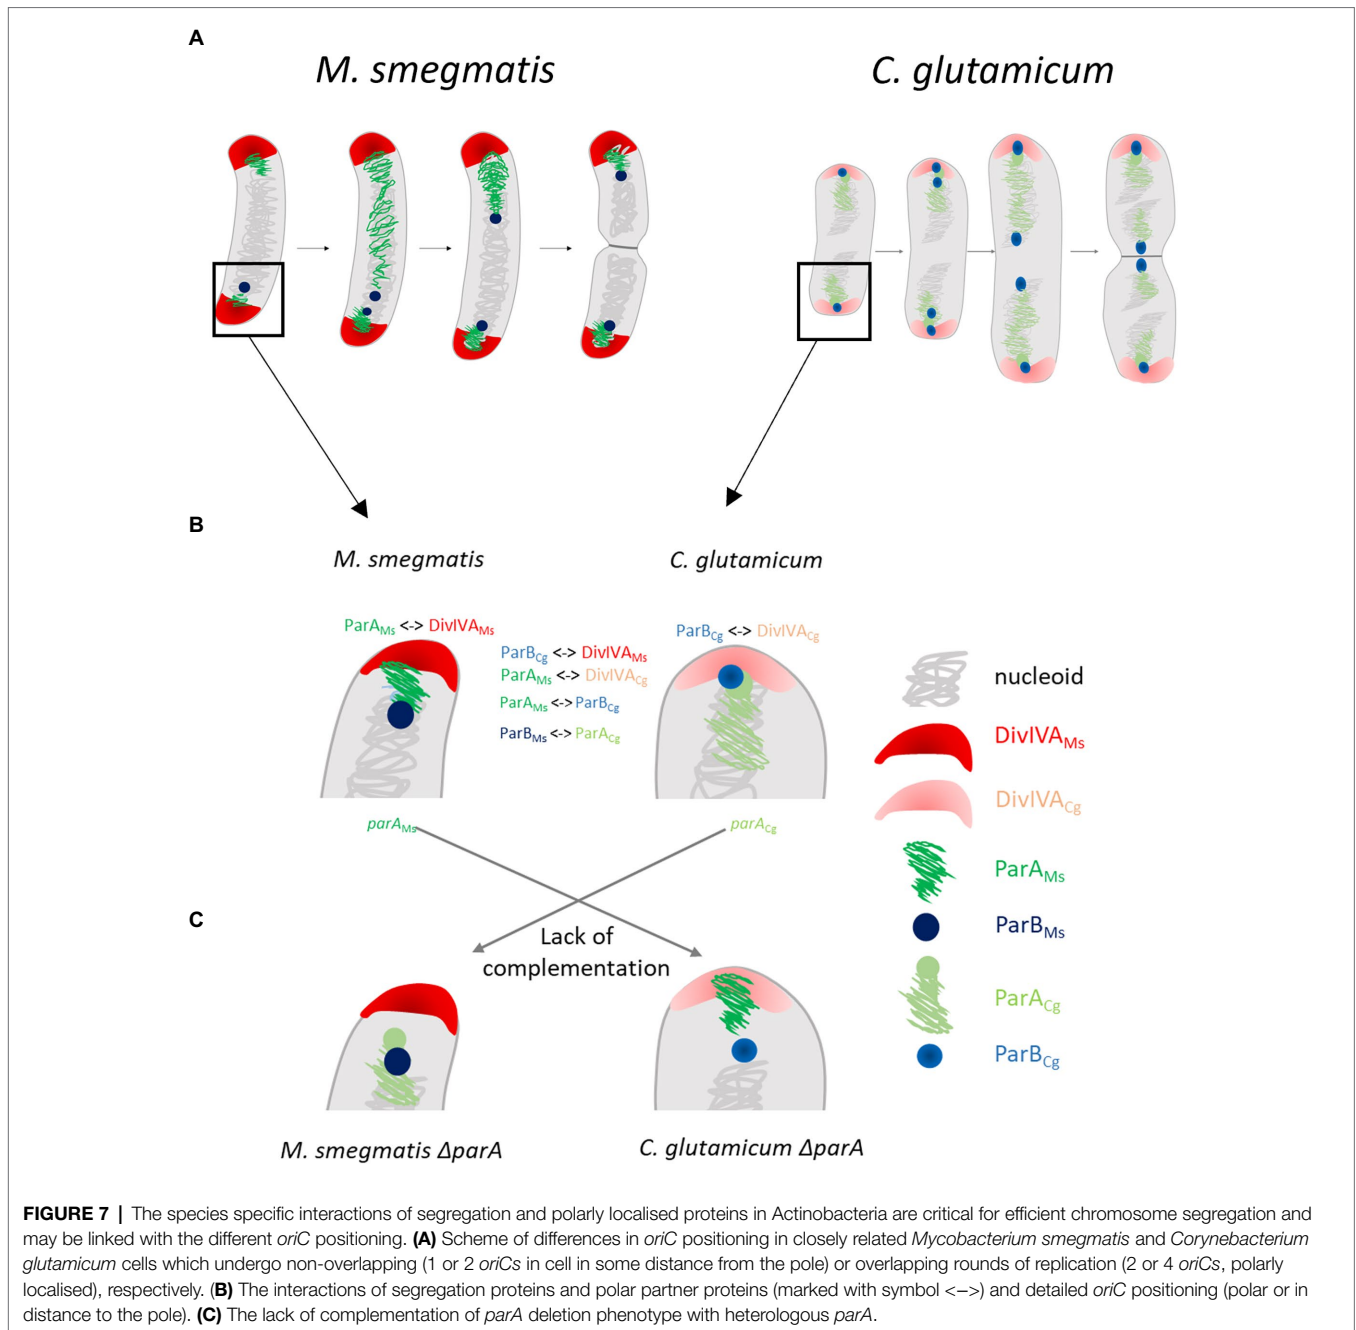 A
M. smegmatis
C. glutamicum
B
M. smegmatis
C. glutamicum
ParAMs <-> DivIVAMs
ParBCg <-> DivIVACg
ParBCg <-> DivIVAMs
ParAMs <-> DivIVACg
ParAMs <-> ParBCg
ParBMs <-> ParACg
nucleoid
DivIVAMs
DivIVACg
ParAMs
ParBMs
ParACg
ParBCg
parAMs
parACg
C
Lack of
complementation
M. smegmatis ΔparA
C. glutamicum ΔparA
FIGURE 7 | The species specific interactions of segregation and polarly localised proteins in Actinobacteria are critical for efficient chromosome segregation and
may be linked with the different oriC positioning. (A) Scheme of differences in oriC positioning in closely related Mycobacterium smegmatis and Corynebacterium
glutamicum cells which undergo non-overlapping (1 or 2 oriCs in cell in some distance from the pole) or overlapping rounds of replication (2 or 4 oriCs, polarly
localised), respectively. (B) The interactions of segregation proteins and polar partner proteins (marked with symbol <–>) and detailed oriC positioning (polar or in
distance to the pole). (C) The lack of complementation of parA deletion phenotype with heterologous parA.